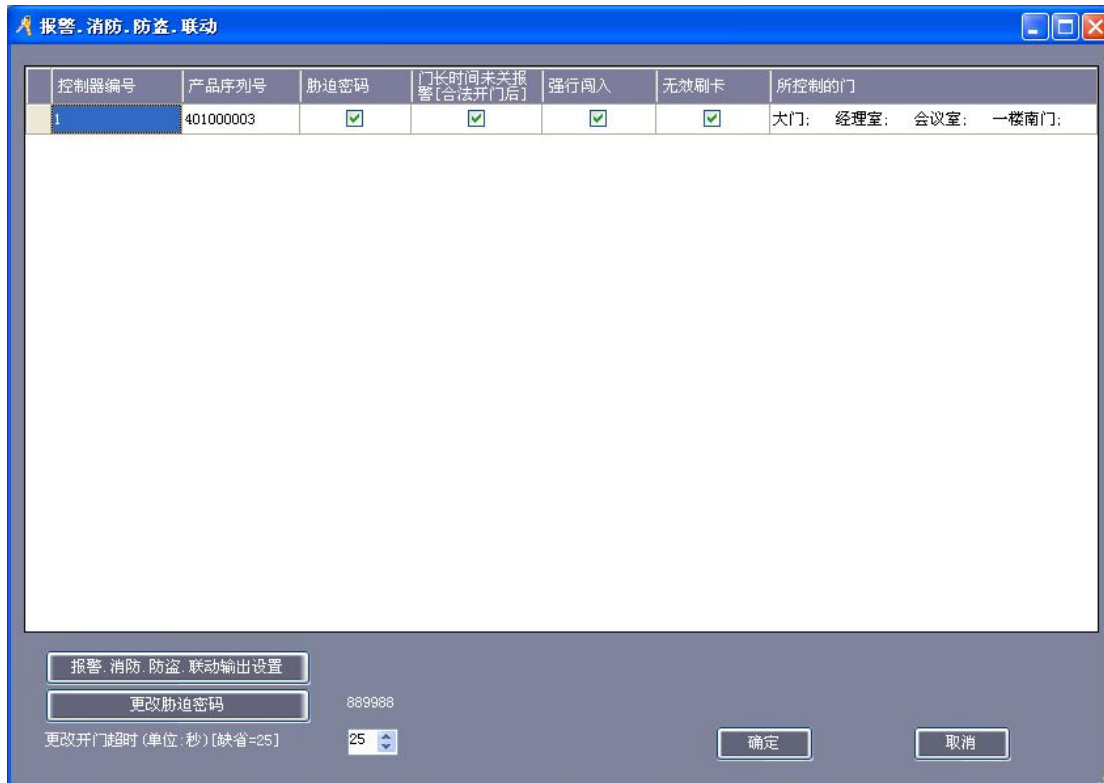 报警.消防.防盗.联动
控制器编号 产品序列号 胁迫密码 门长时间未关报警[合法开门后] 强行闯入 无效刷卡 所控制的门
1 401000003 大门; 经理室; 会议室; 一楼南门;
报警.消防.防盗.联动输出设置
更改胁迫密码 889988
更改开门超时(单位:秒)[缺省=25] 25 确定 取消